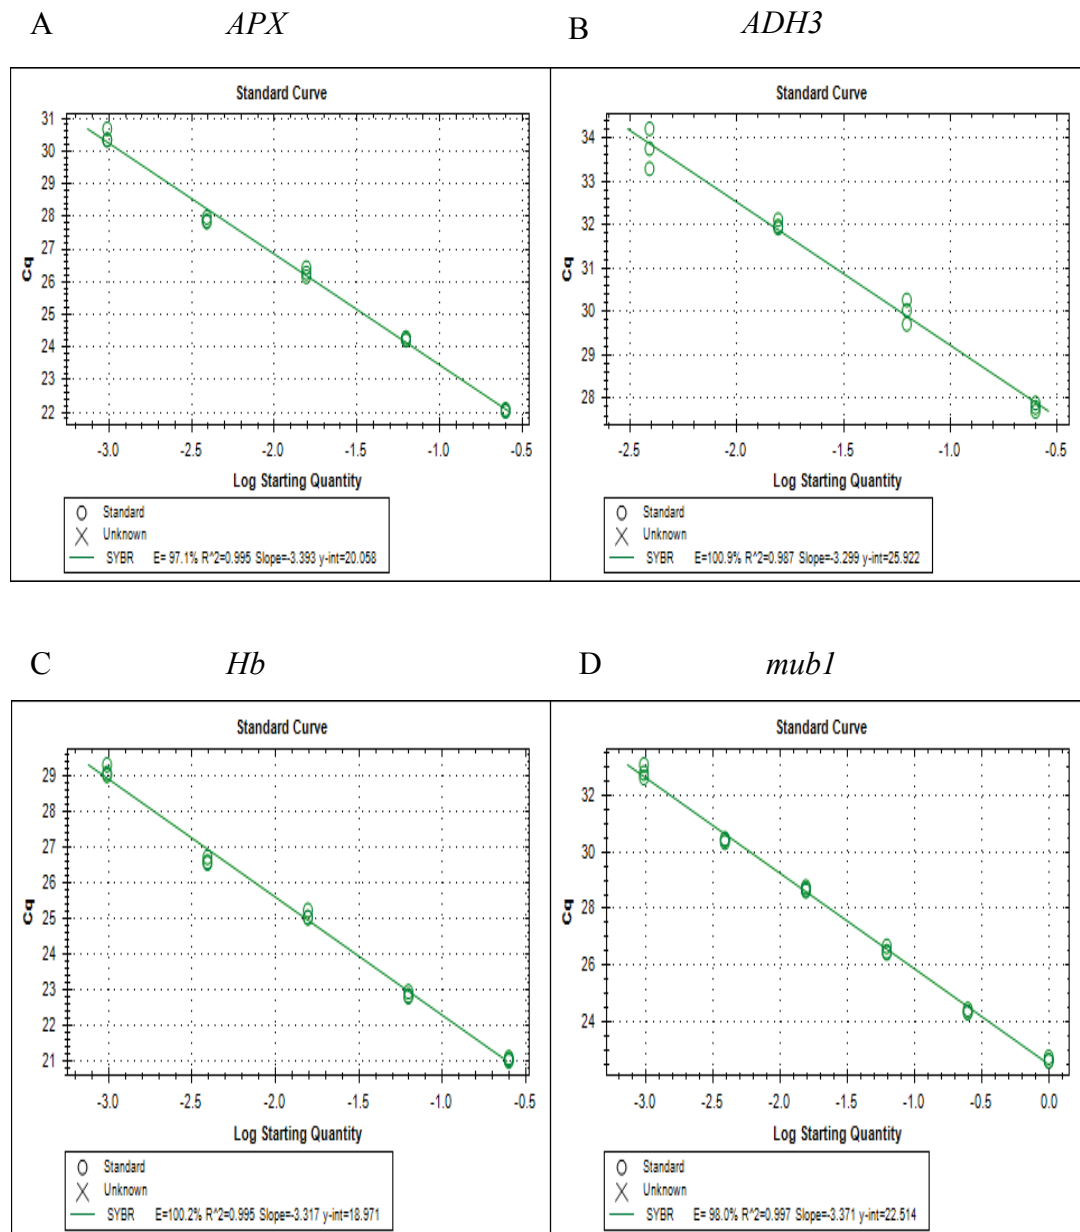 A APX
B ADH3
Standard Curve
Cq
31
30
29
28
27
26
25
24
23
22
-3.0 -2.5 -2.0 -1.5 -1.0 -0.5
Log Starting Quantity
Standard
Unknown
SYBR E= 97.1% R^2=0.995 Slope=-3.393 y-int=20.058
Standard Curve
Cq
34
33
32
31
30
29
28
-2.5 -2.0 -1.5 -1.0 -0.5
Log Starting Quantity
Standard
Unknown
SYBR E=100.9% R^2=0.987 Slope=-3.299 y-int=25.922
C Hb
D mub1
Standard Curve
Cq
29
28
27
26
25
24
23
22
21
-3.0 -2.5 -2.0 -1.5 -1.0 -0.5
Log Starting Quantity
Standard
Unknown
SYBR E=100.2% R^2=0.995 Slope=-3.317 y-int=18.971
Standard Curve
Cq
32
30
28
26
24
-3.0 -2.5 -2.0 -1.5 -1.0 -0.5 0.0
Log Starting Quantity
Standard
Unknown
SYBR E= 98.0% R^2=0.997 Slope=-3.371 y-int=22.514